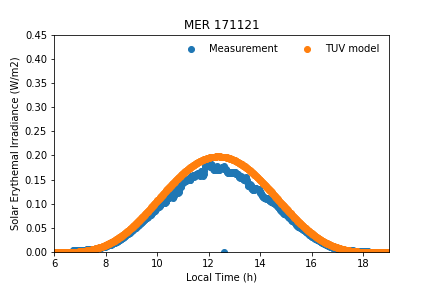 MER 171121
Measurement
TUV model
Solar Erythemal Irradiance (W/m2)
0.45
0.40
0.35
0.30
0.25
0.20
0.15
0.10
0.05
0.00
6 8 10 12 14 16 18
Local Time (h)